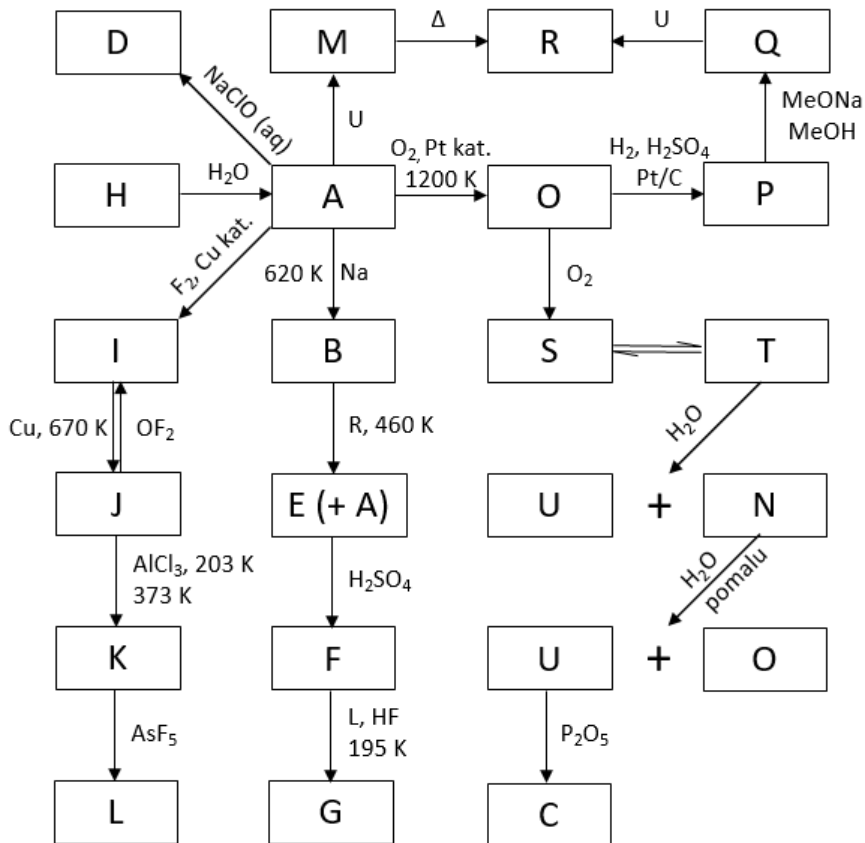 D
M
Δ
R
U
Q
NaClO (aq)
U
MeONa
MeOH
H
H₂O
A
O₂, Pt kat.
1200 K
O
H₂, H₂SO₄
Pt/C
P
F₂, Cu kat.
620 K
Na
O₂
I
B
S
T
Cu, 670 K
OF₂
R, 460 K
H₂O
J
E (+ A)
U
+
N
AlCl₃, 203 K
373 K
H₂SO₄
H₂O
pomalu
K
F
U
+
O
AsF₅
L, HF
195 K
P₂O₅
L
G
C